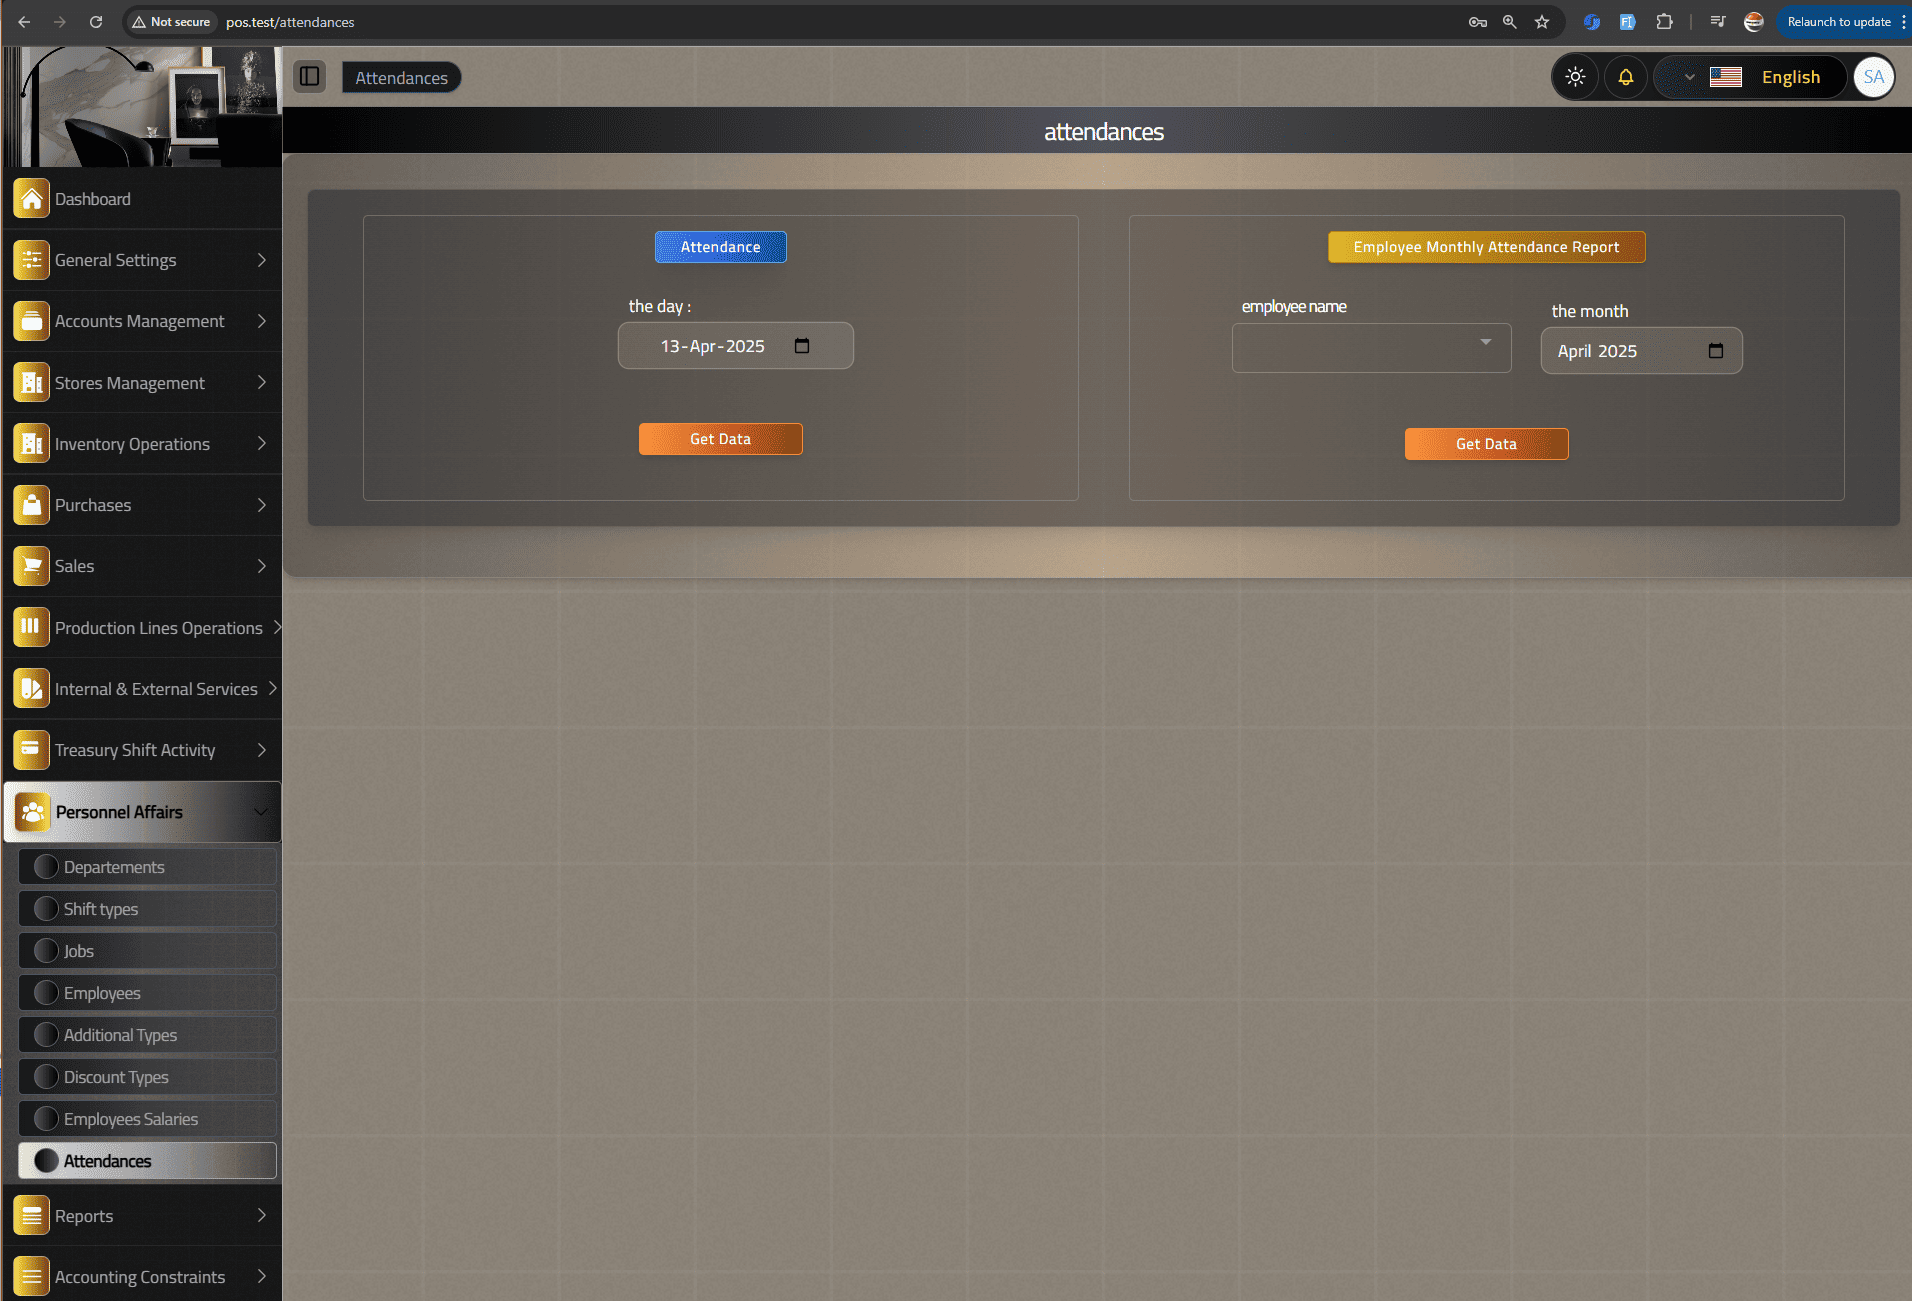 Not secure
pos.test/attendances
Relaunch to update
Attendances
English
SA
attendances
Dashboard
General Settings
Accounts Management
Stores Management
Inventory Operations
Purchases
Sales
Production Lines Operations
Internal & External Services
Treasury Shift Activity
Personnel Affairs
Departements
Shift types
Jobs
Employees
Additional Types
Discount Types
Employees Salaries
Attendances
Reports
Accounting Constraints
Attendance
the day :
13-Apr-2025
Get Data
Employee Monthly Attendance Report
employee name
the month
April 2025
Get Data